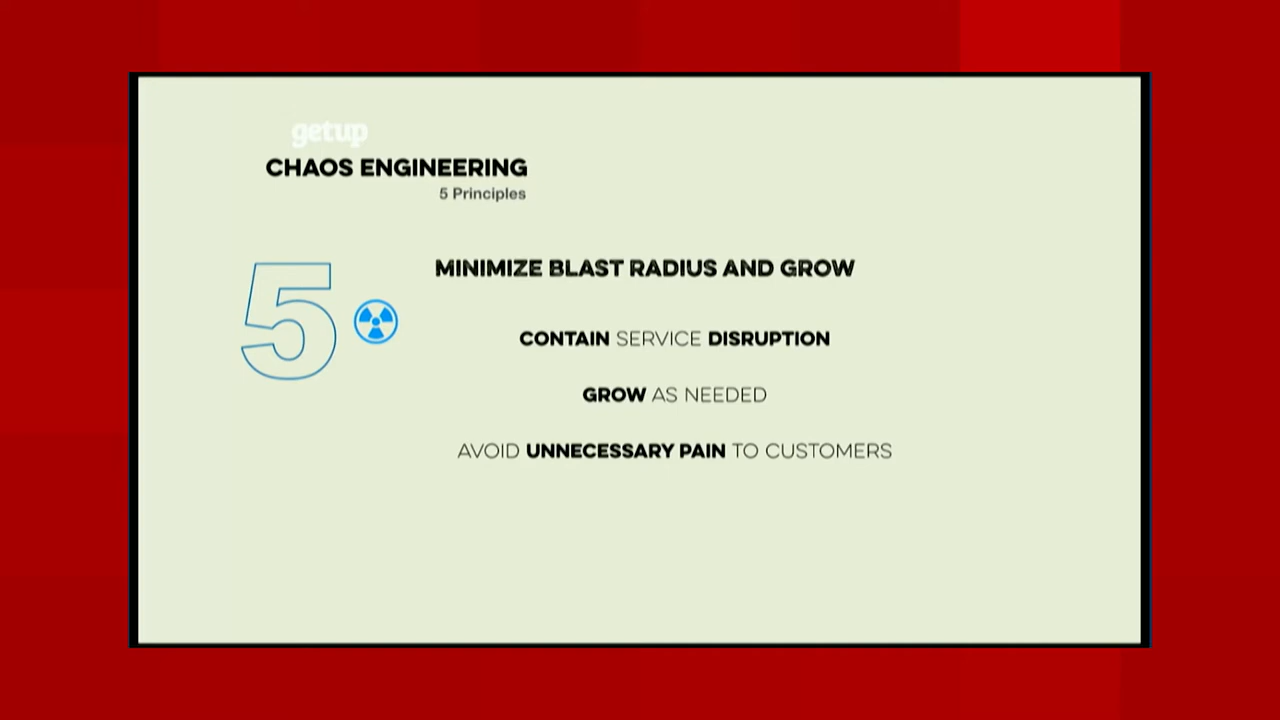 getup
CHAOS ENGINEERING
5 Principles
5
MINIMIZE BLAST RADIUS AND GROW
CONTAIN SERVICE DISRUPTION
GROW AS NEEDED
AVOID UNNECESSARY PAIN TO CUSTOMERS